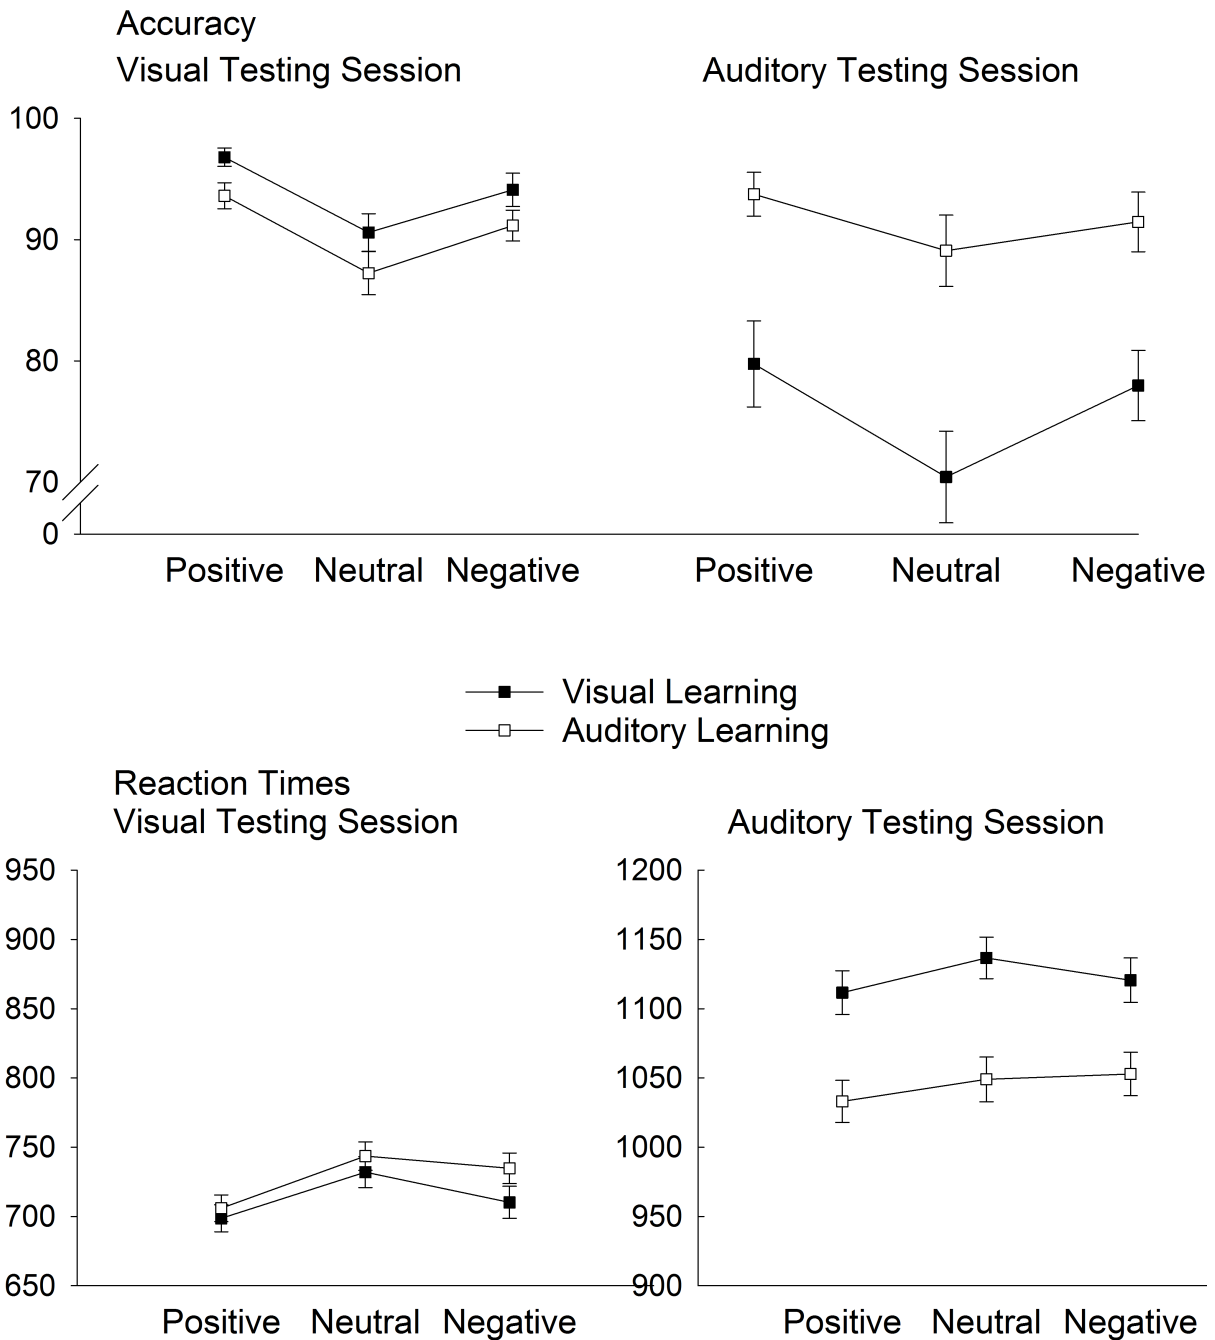 Accuracy
Visual Testing Session
Auditory Testing Session
100
90
80
70
0
Positive Neutral Negative
Positive Neutral Negative
Visual Learning
Auditory Learning
Reaction Times
Visual Testing Session
Auditory Testing Session
950
900
850
800
750
700
650
Positive Neutral Negative
1200
1150
1100
1050
1000
950
900
Positive Neutral Negative